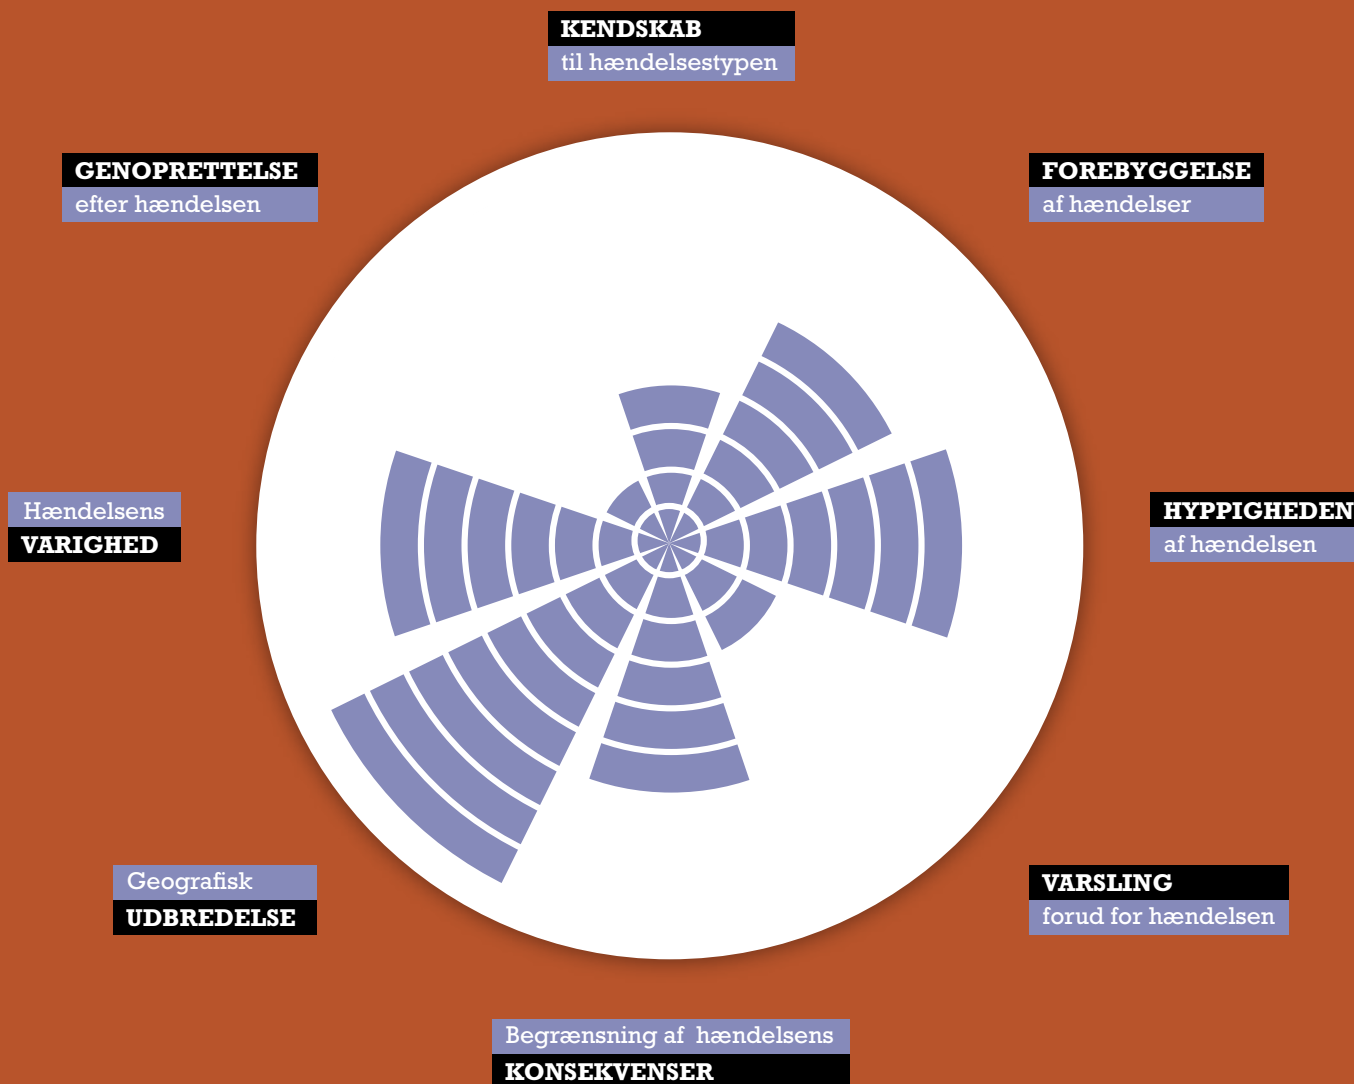 KENDSKAB
til hændelsestypen
GENOPRETTELSE
efter hændelsen
FOREBYGGELSE
af hændelser
Hændelsens
VARIGHED
HYPPIGHEDEN
af hændelsen
Geografisk
UDBREDELSE
VARSLING
forud for hændelsen
Begrænsning af hændelsens
KONSEKVENSER